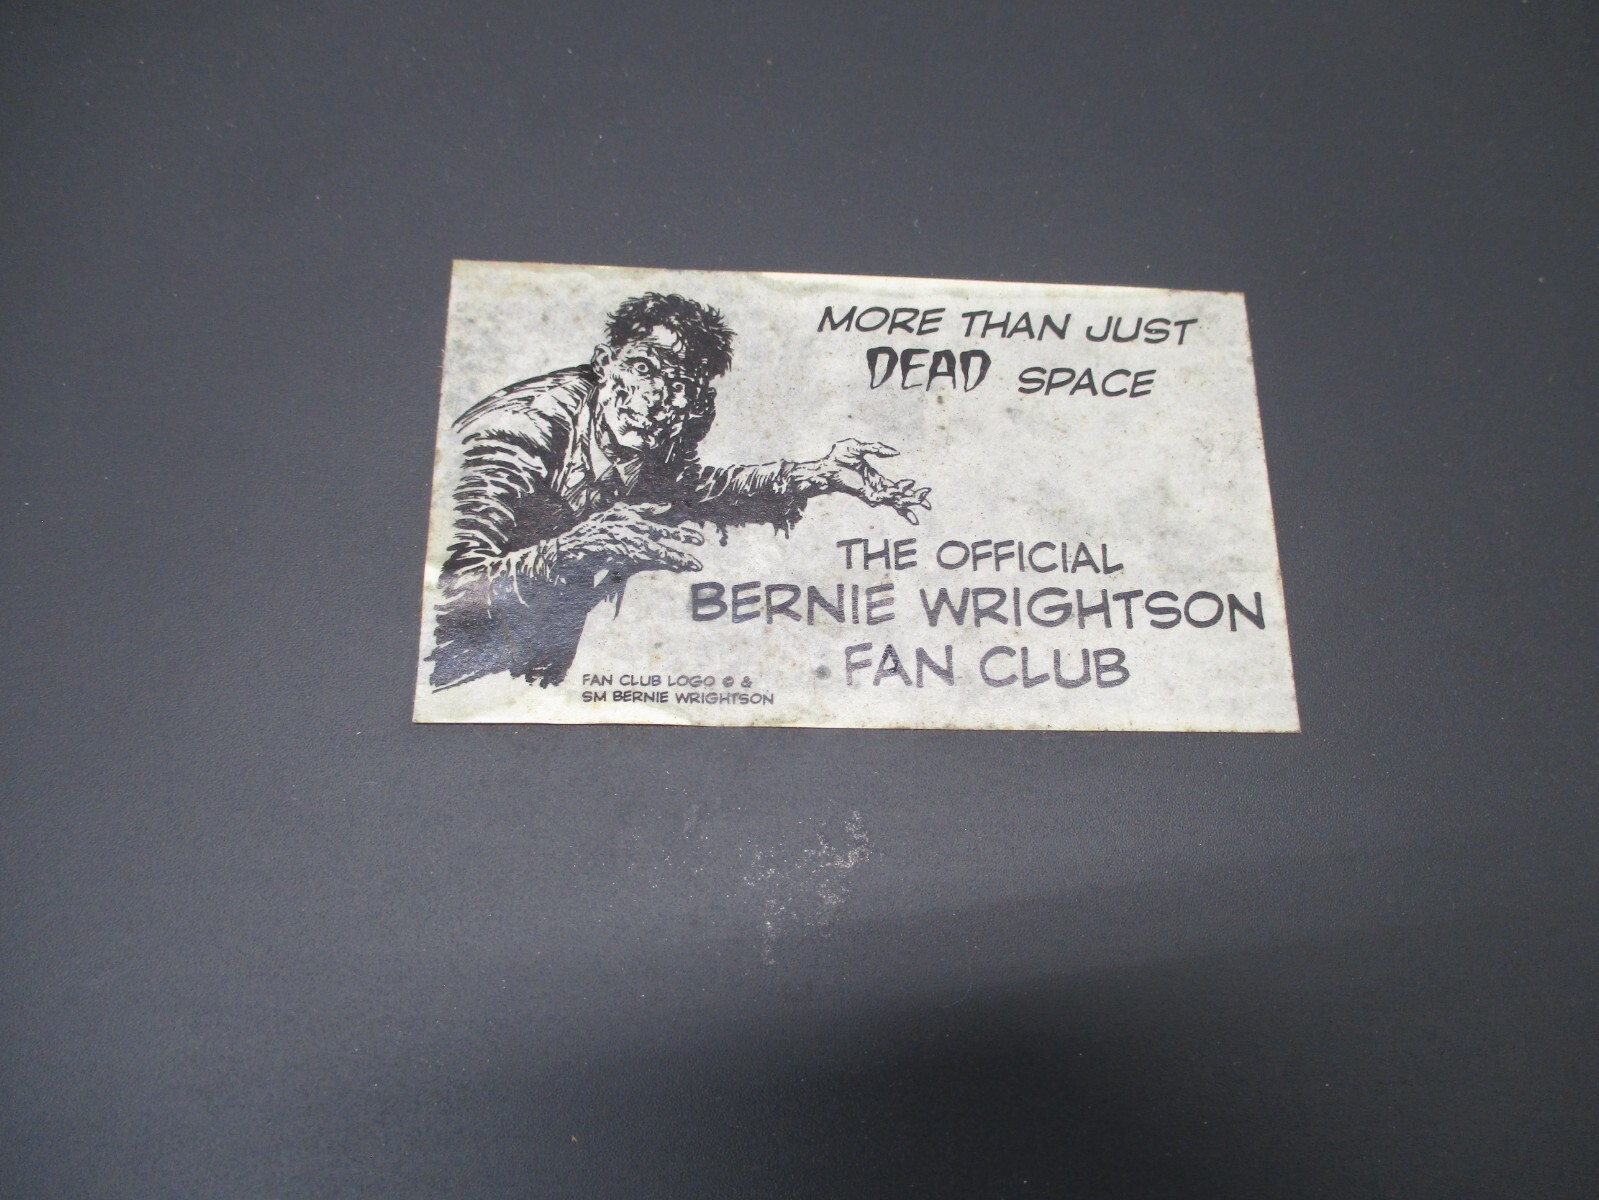 MORE THAN JUST
DEAD SPACE
THE OFFICIAL
BERNIE WRIGHTSON
FAN CLUB
FAN CLUB LOGO © &
SM BERNIE WRIGHTSON